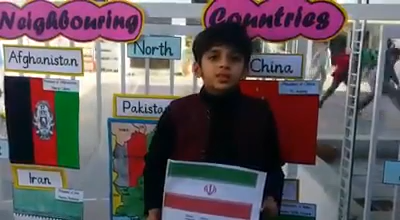 Neighbouring Countries
North
Afghanistan
China
Pakistan
Iran